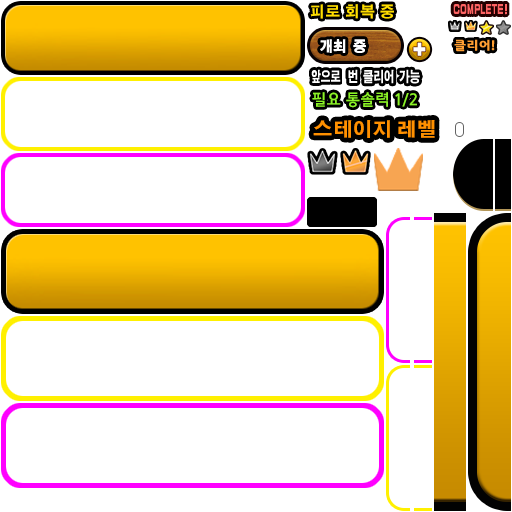 피로 회복 중
COMPLETE!
개최 중
클리어!
앞으로 번 클리어 가능
필요 통솔력 1/2
스테이지 레벨
0